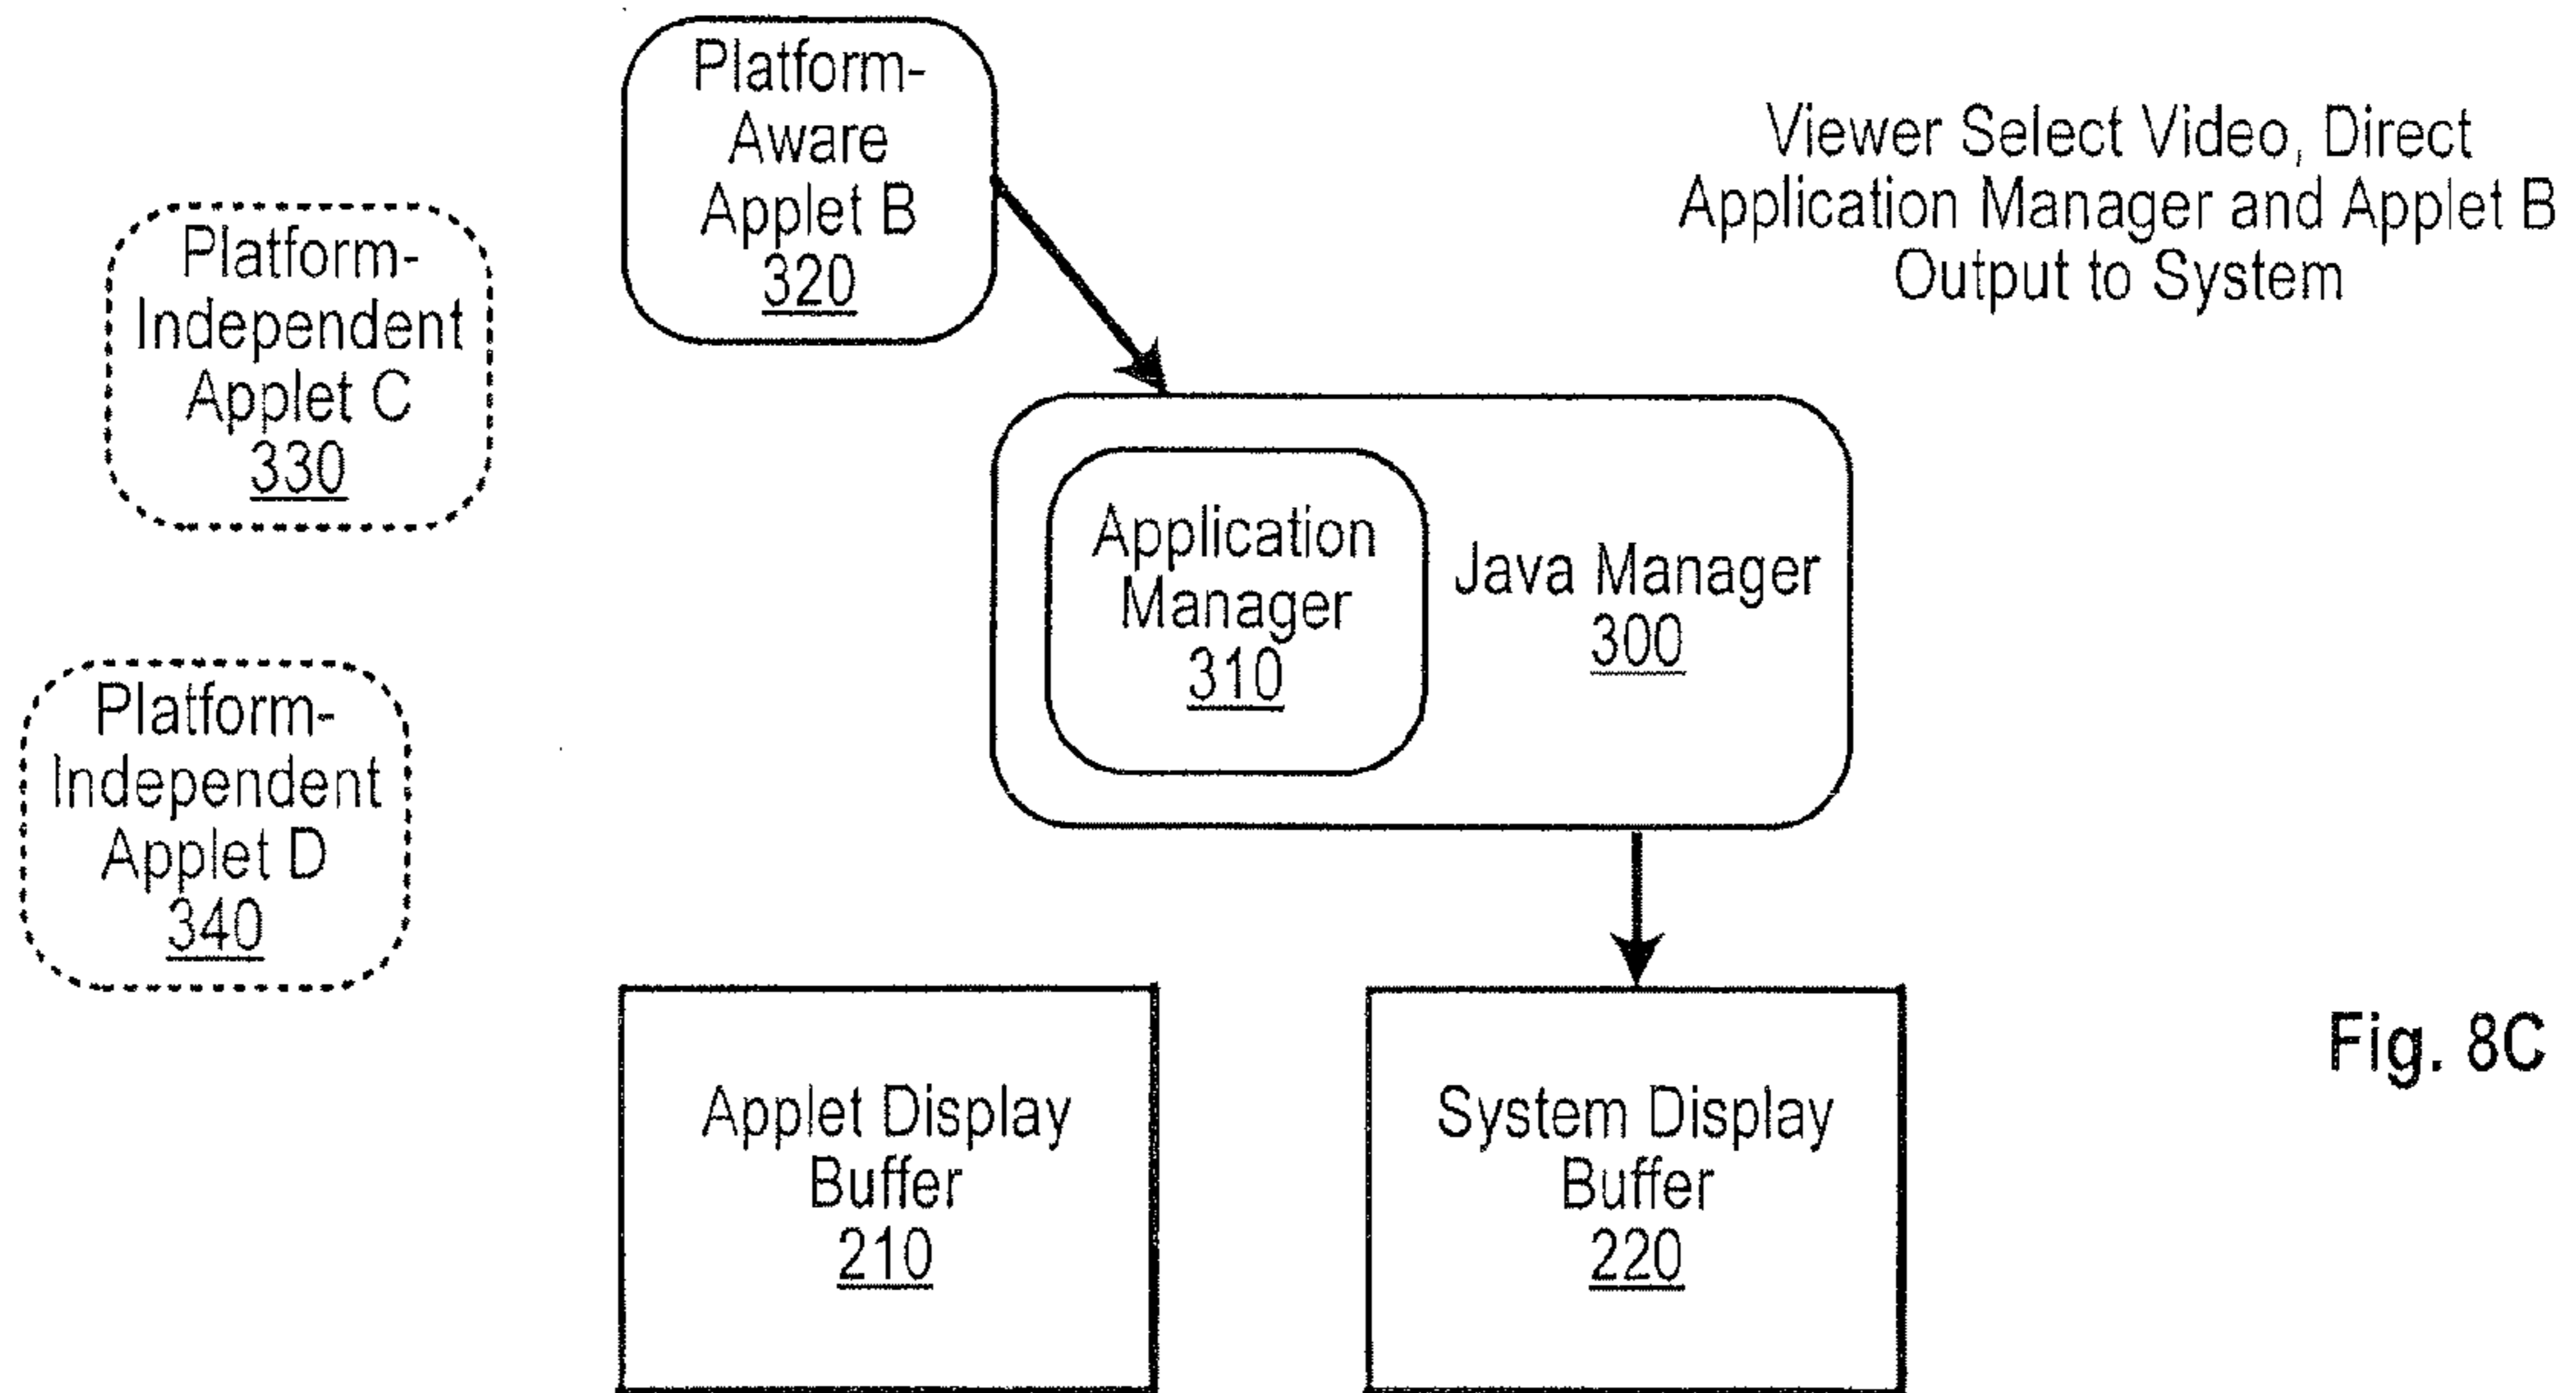 Platform-
Aware
Applet B
320
Viewer Select Video, Direct
Application Manager and Applet B
Output to System
Platform-
Independent
Applet C
330
Application
Manager
310
Java Manager
300
Platform-
Independent
Applet D
340
Applet Display
Buffer
210
System Display
Buffer
220
Fig. 8C